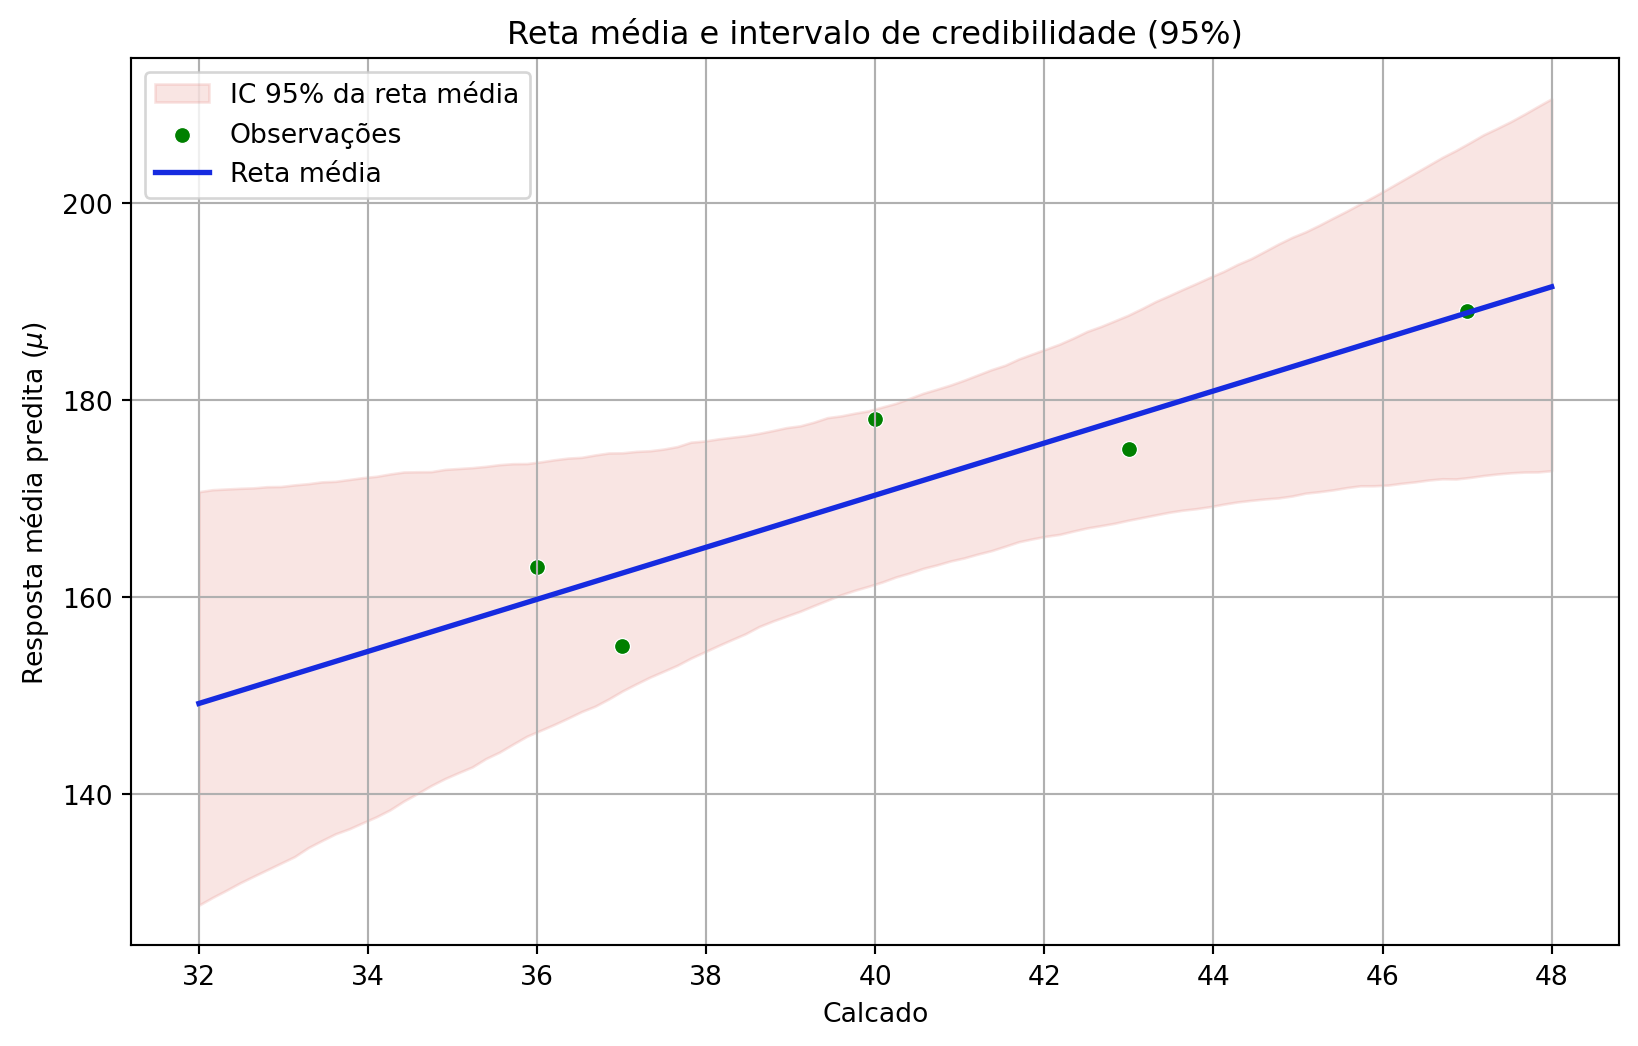 Reta média e intervalo de credibilidade (95%)
IC 95% da reta média
Observações
Reta média
Resposta média predita (μ)
200
180
160
140
32 34 36 38 40 42 44 46 48
Calcado